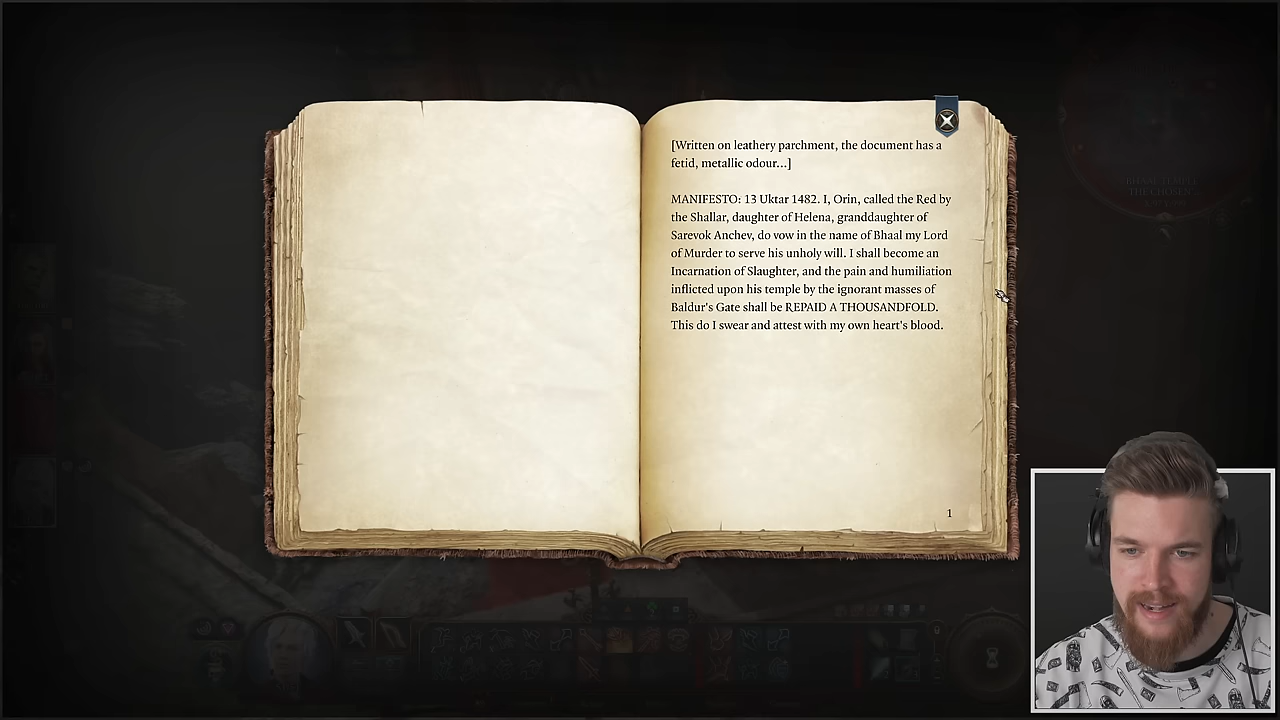 [Written on leathery parchment, the document has a
fetid, metallic odour...]
MANIFESTO: 13 Uktar 1482. I, Orin, called the Red by
the Shallar, daughter of Helena, granddaughter of
Sarevok Anchev, do vow in the name of Bhaal my Lord
of Murder to serve his unholy will. I shall become an
Incarnation of Slaughter, and the pain and humiliation
inflicted upon his temple by the ignorant masses of
Baldur's Gate shall be REPAID A THOUSANDFOLD.
This do I swear and attest with my own heart's blood.
1